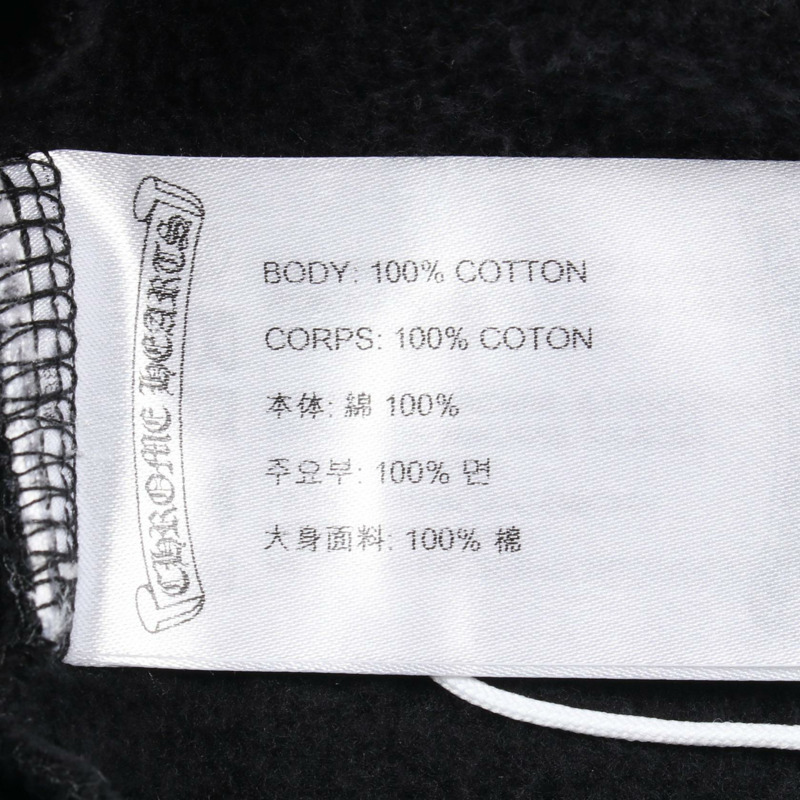 CHROME HEARTS
BODY: 100% COTTON
CORPS: 100% COTON
本体: 綿 100%
주요부: 100% 면
大身面料: 100% 棉